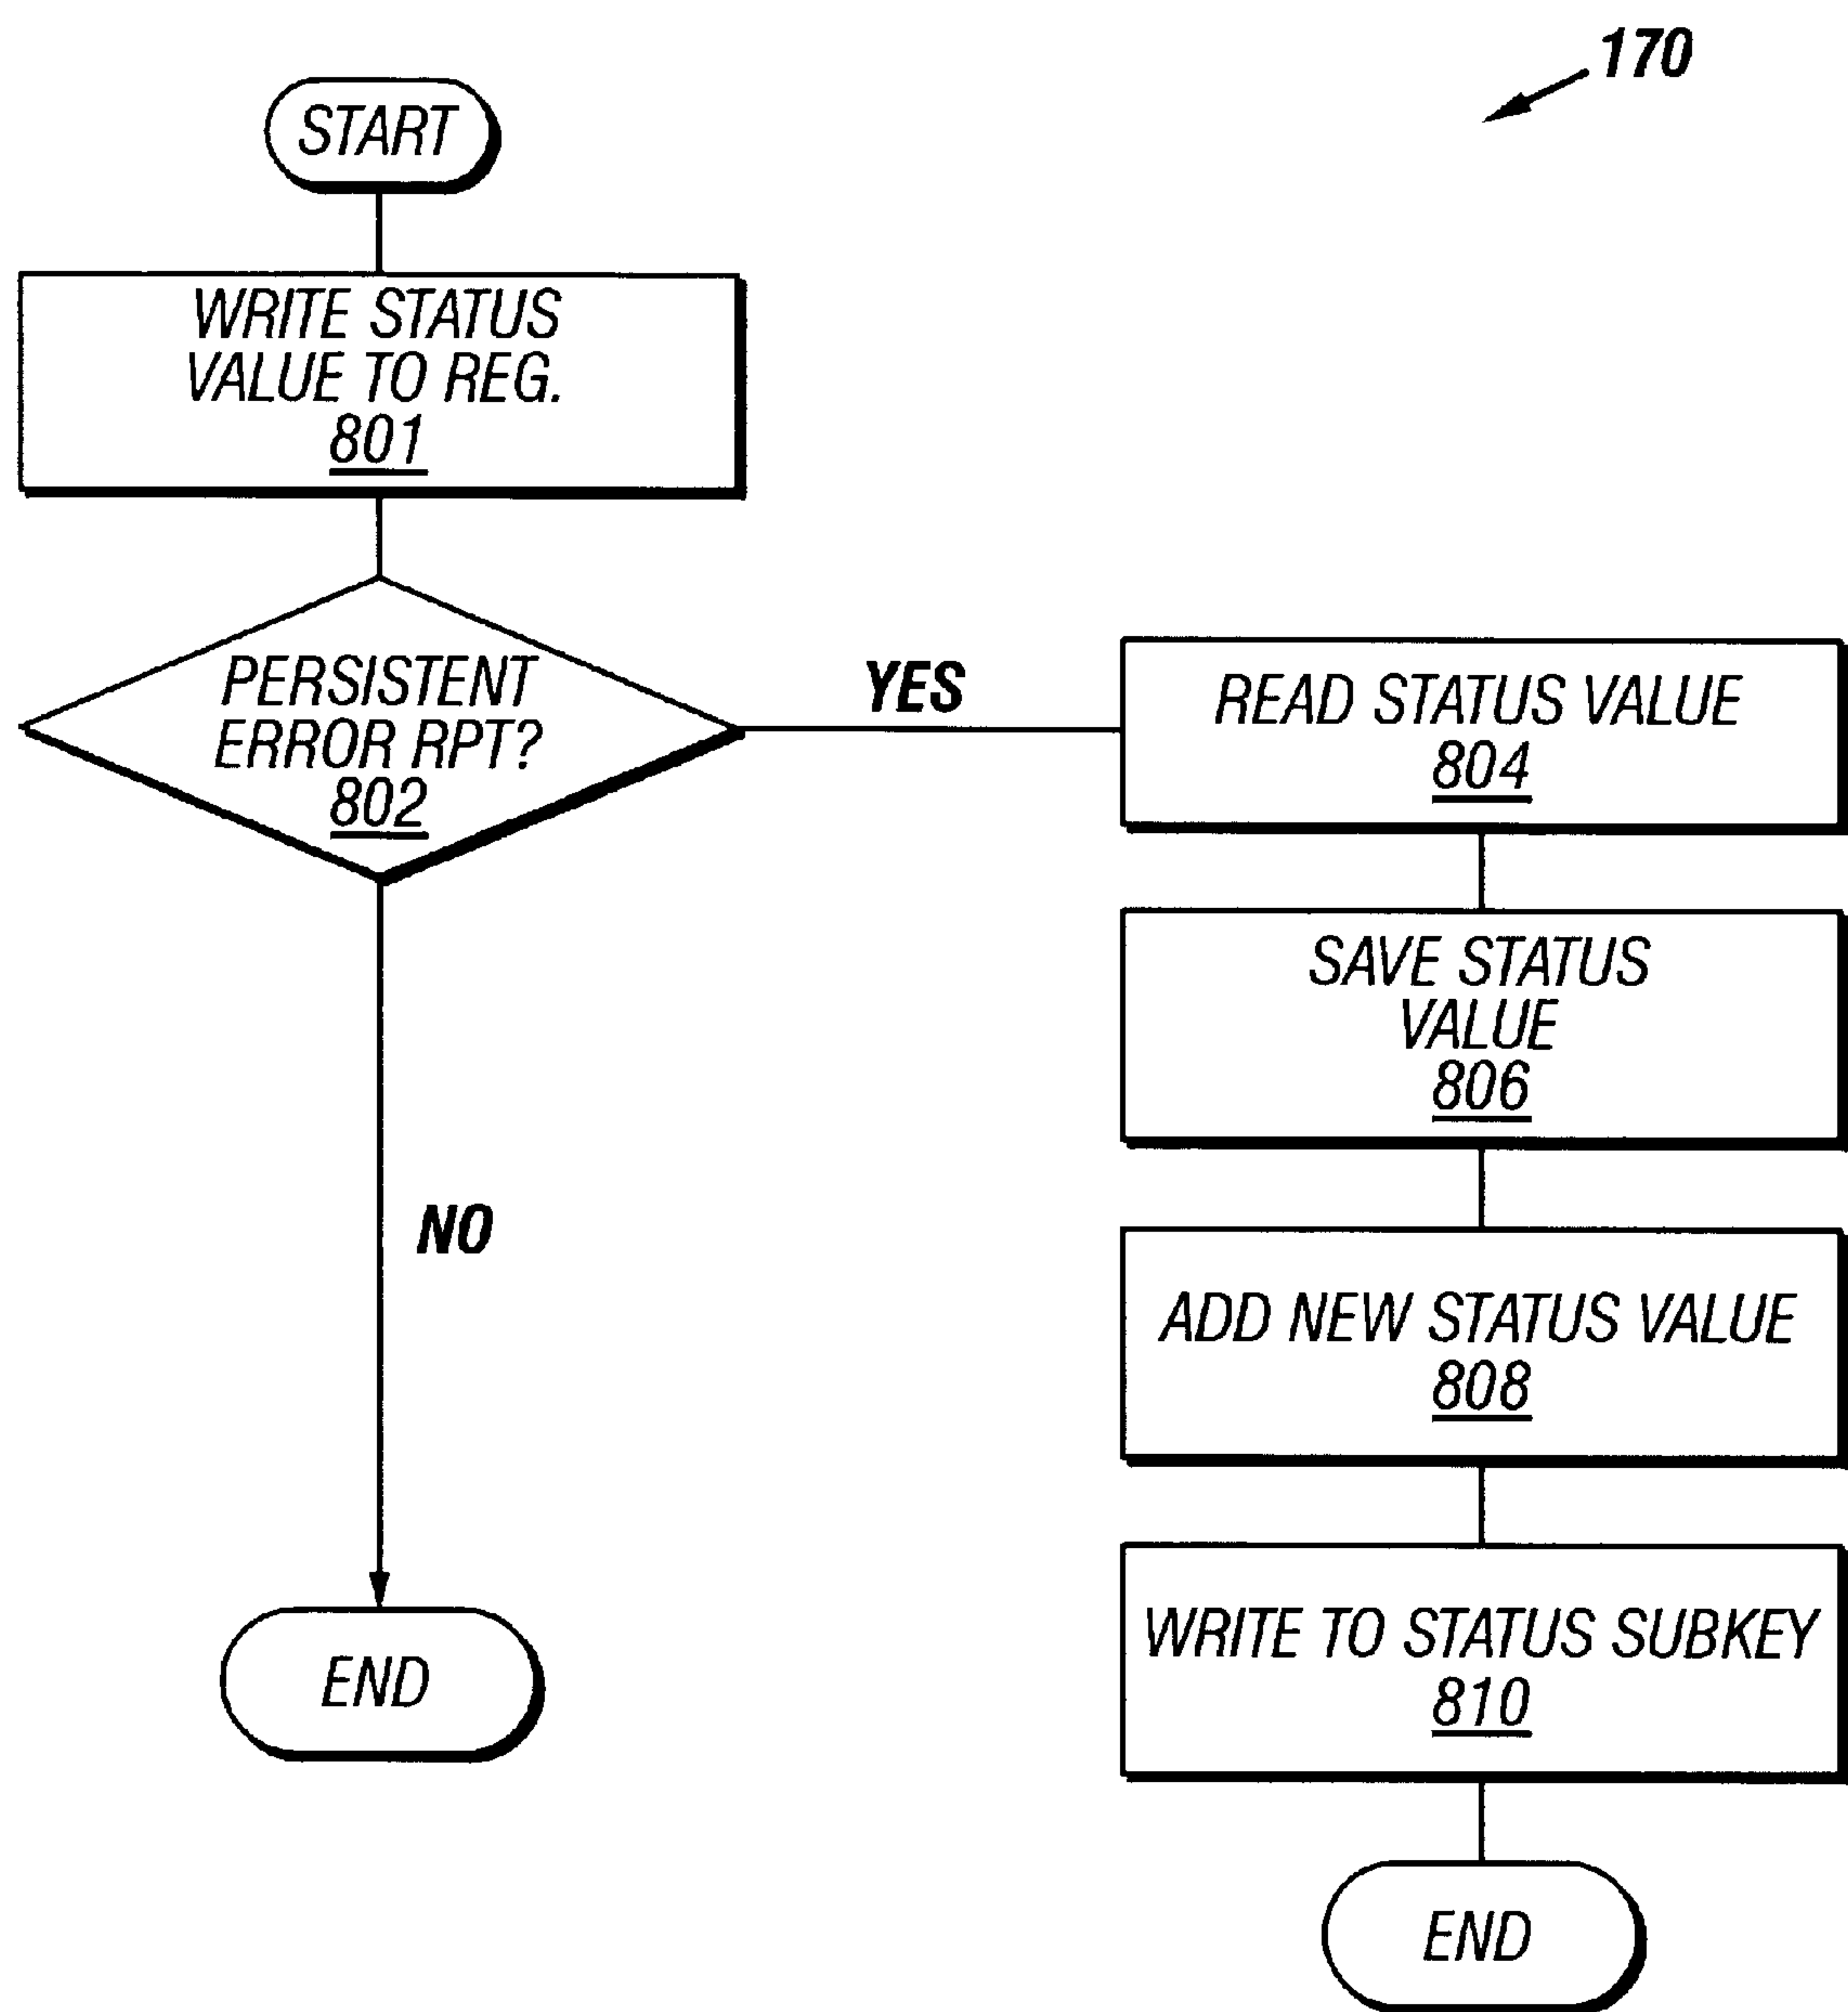 170
START
WRITE STATUS
VALUE TO REG.
801
PERSISTENT
ERROR RPT?
802
YES
NO
END
READ STATUS VALUE
804
SAVE STATUS
VALUE
806
ADD NEW STATUS VALUE
808
WRITE TO STATUS SUBKEY
810
END